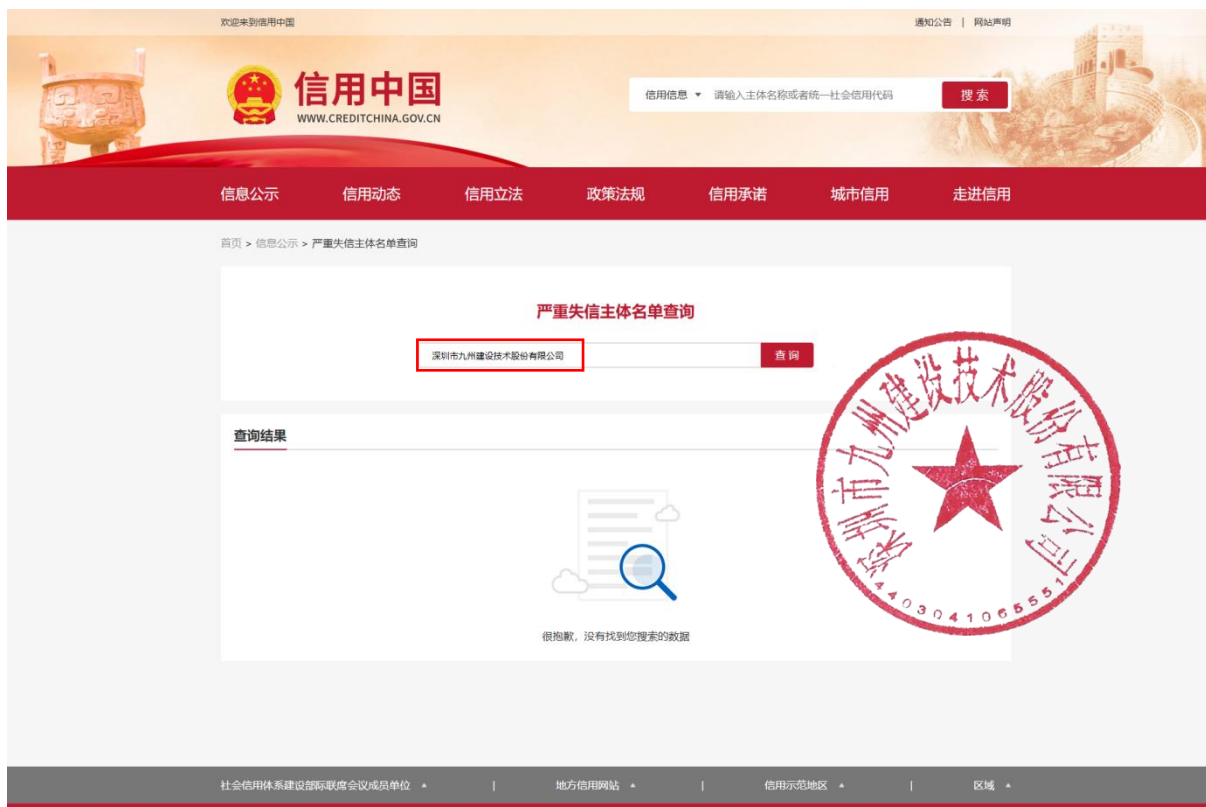 欢迎来到信用中国
通知公告 | 网站声明
信用中国
WWW.CREDITCHINA.GOV.CN
信用信息 请输入主体名称或者统一社会信用代码 搜索
信息公示 信用动态 信用立法 政策法规 信用承诺 城市信用 走进信用
首页 > 信息公示 > 严重失信主体名单查询
严重失信主体名单查询
深圳市九州建设技术股份有限公司 查询
查询结果
很抱歉，没有找到您搜索的数据
深圳市九州建设技术股份有限公司
4403041065551
社会信用体系建设部际联席会议成员单位 | 地方信用网站 | 信用示范地区 | 区域